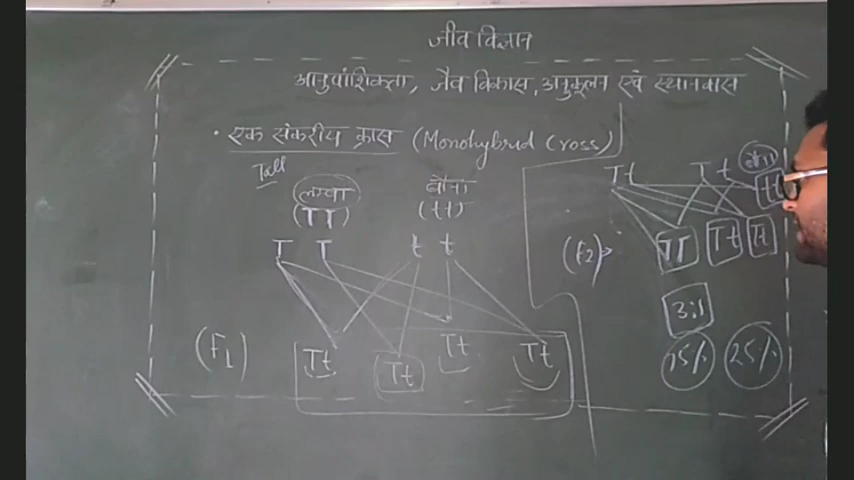 जीव विज्ञान
आनुवांशिकता, जैव विकास, अनुकूलन एवं स्थानवास
• एक संकरीय क्रास (Monohybrid Cross)
Tall
लम्बा
(TT)
बौना
(tt)
T T t t
(F1)
Tt Tt Tt Tt
Tt Tt
बौना
tt
(F2)
TT Tt Tt
3:1
75% 25%